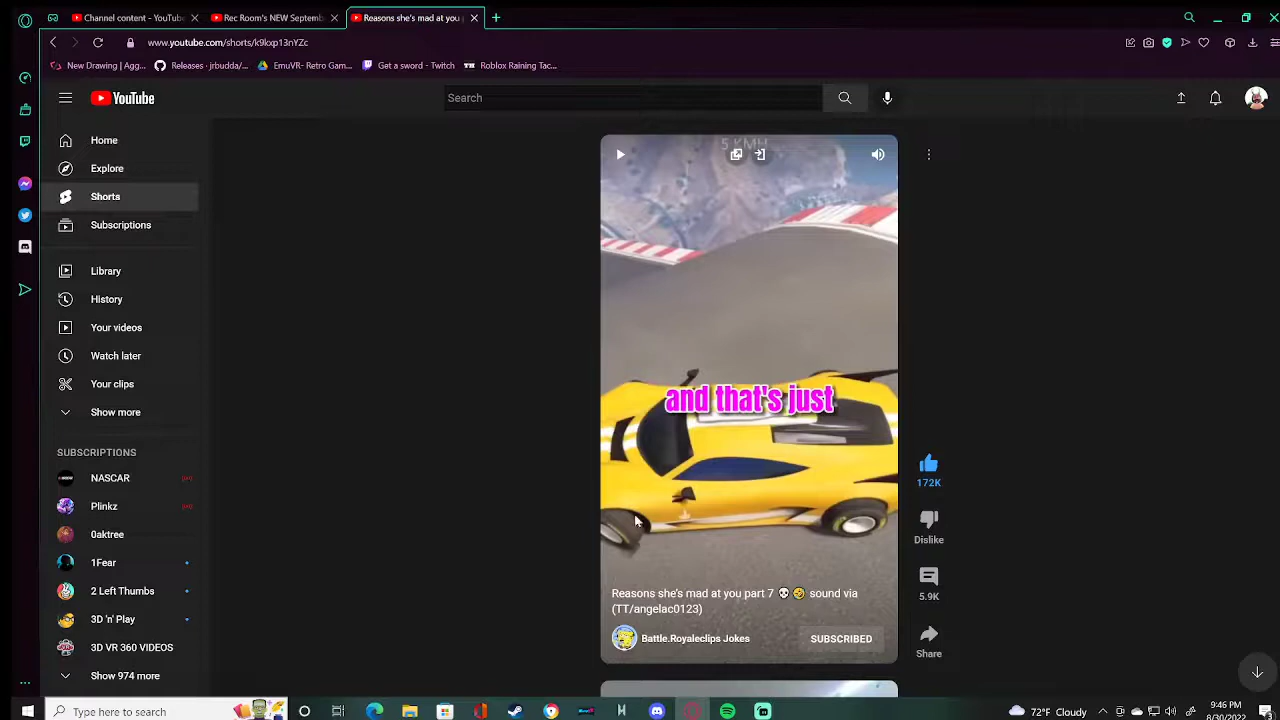 Channel content - YouTube
Rec Room's NEW Septemb
Reasons she's mad at you
www.youtube.com/shorts/k9kxp13nYZc
New Drawing | Agg...
Releases · jrbudda/...
EmuVR- Retro Gam...
Get a sword - Twitch
Roblox Raining Tac...
YouTube
Search
Home
Explore
Shorts
Subscriptions
Library
History
Your videos
Watch later
Your clips
Show more
SUBSCRIPTIONS
NASCAR
Plinkz
0aktree
1Fear
2 Left Thumbs
3D 'n' Play
3D VR 360 VIDEOS
Show 974 more
5 KMH
and that's just
Reasons she's mad at you part 7 💀 🤣 sound via
(TT/angelac0123)
Battle.Royaleclips Jokes
SUBSCRIBED
172K
Dislike
5.9K
Share
Type here to search
72°F Cloudy
9:46 PM